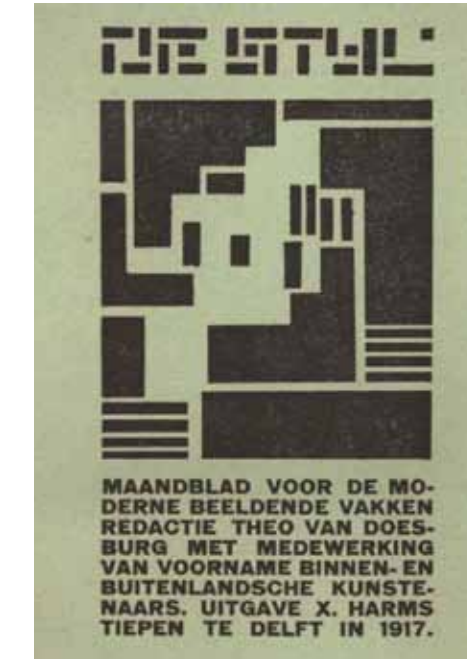 DE STYL
MAANDBLAD VOOR DE MO-
DERNE BEELDENDE VAKKEN
REDACTIE THEO VAN DOES-
BURG MET MEDEWERKING
VAN VOORNAME BINNEN- EN
BUITENLANDSCHE KUNSTE-
NAARS. UITGAVE X. HARMS
TIEPEN TE DELFT IN 1917.